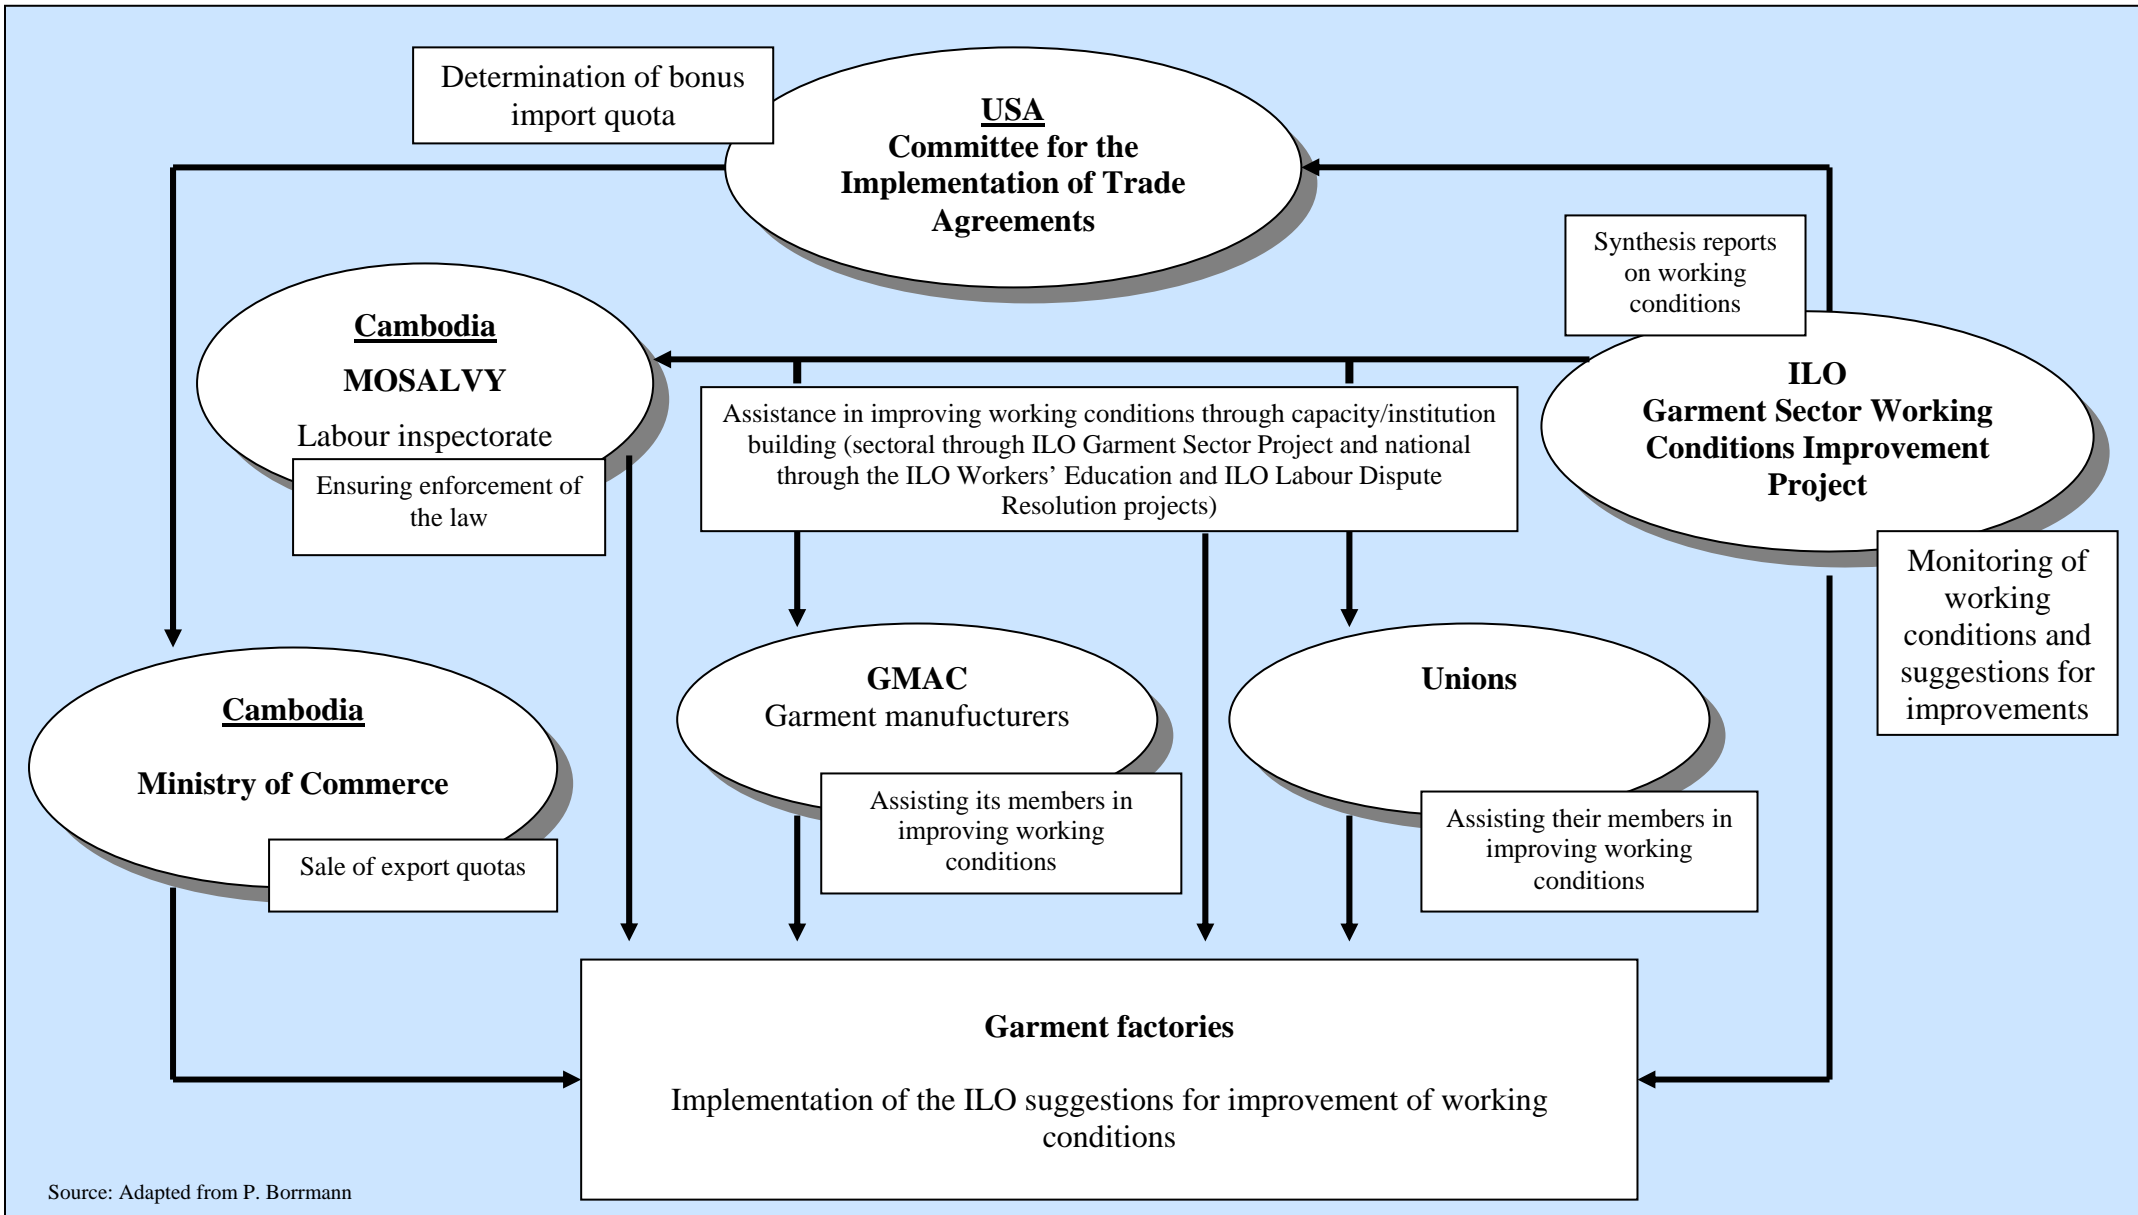 Determination of bonus
import quota
USA
Committee for the
Implementation of Trade
Agreements
Synthesis reports
on working
conditions
Cambodia
MOSALVY
Labour inspectorate
Ensuring enforcement of
the law
Assistance in improving working conditions through capacity/institution
building (sectoral through ILO Garment Sector Project and national
through the ILO Workers’ Education and ILO Labour Dispute
Resolution projects)
ILO
Garment Sector Working
Conditions Improvement
Project
Monitoring of
working
conditions and
suggestions for
improvements
Cambodia
Ministry of Commerce
Sale of export quotas
GMAC
Garment manufucturers
Assisting its members in
improving working
conditions
Unions
Assisting their members in
improving working
conditions
Garment factories
Implementation of the ILO suggestions for improvement of working
conditions
Source: Adapted from P. Borrmann